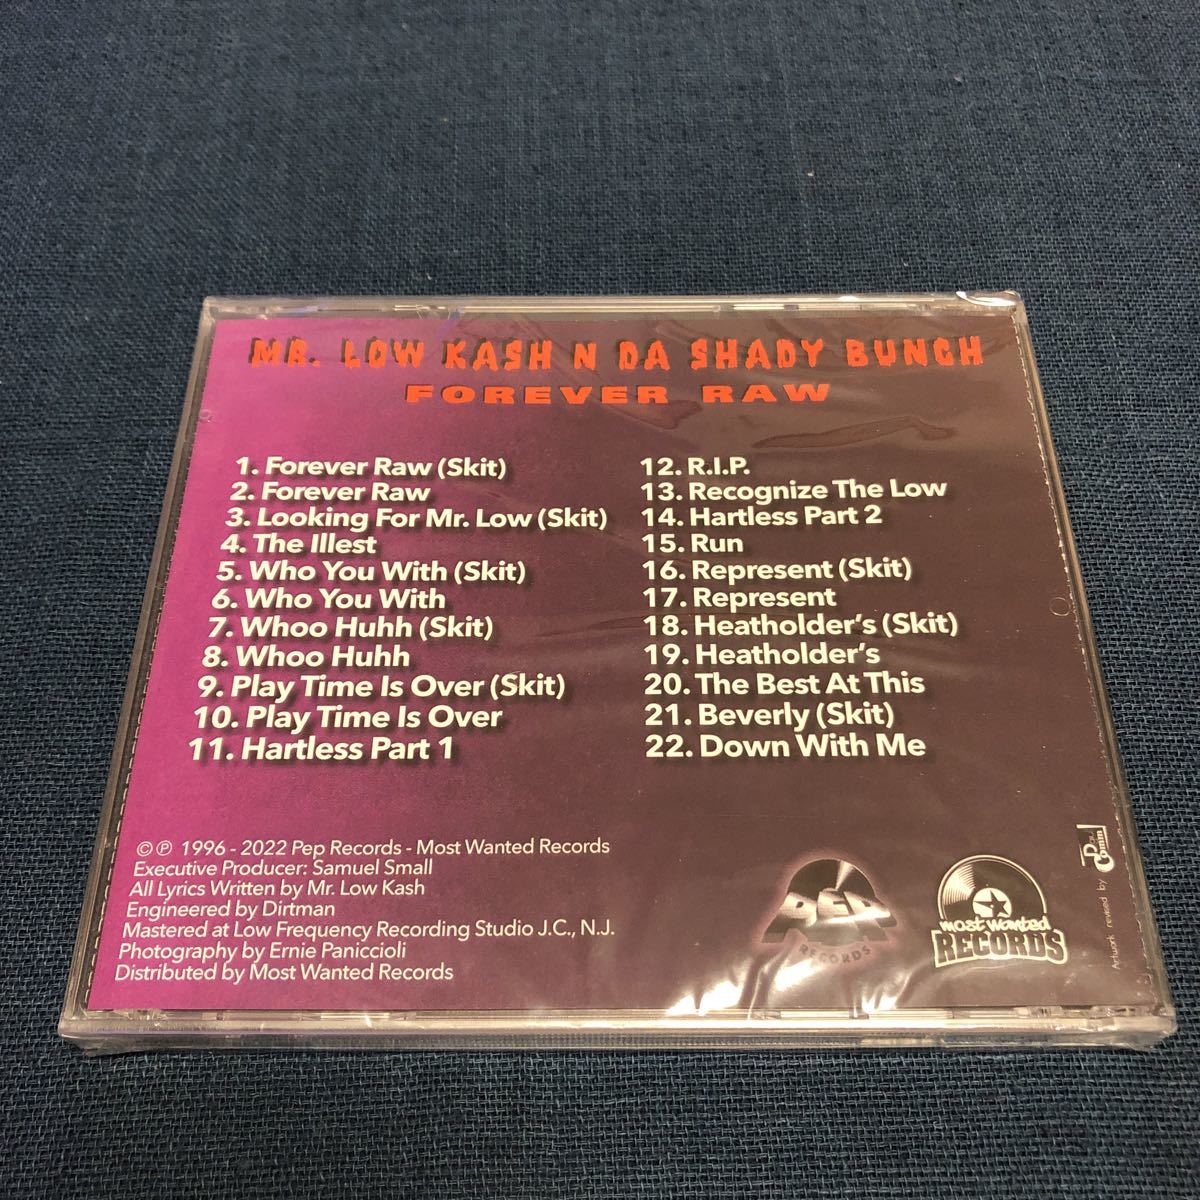 MR. LOW KASH N DA SHADY BUNCH
FOREVER RAW
1. Forever Raw (Skit)
2. Forever Raw
3. Looking For Mr. Low (Skit)
4. The Illest
5. Who You With (Skit)
6. Who You With
7. Whoo Huhh (Skit)
8. Whoo Huhh
9. Play Time Is Over (Skit)
10. Play Time Is Over
11. Hartless Part 1
12. R.I.P.
13. Recognize The Low
14. Hartless Part 2
15. Run
16. Represent (Skit)
17. Represent
18. Heatholder's (Skit)
19. Heatholder's
20. The Best At This
21. Beverly (Skit)
22. Down With Me
© ℗ 1996 - 2022 Pep Records - Most Wanted Records
Executive Producer: Samuel Small
All Lyrics Written by Mr. Low Kash
Engineered by Dirtman
Mastered at Low Frequency Recording Studio J.C., N.J.
Photography by Ernie Paniccioli
Distributed by Most Wanted Records
PEP
RECORDS
most wanted
RECORDS
Artwork revised by
Comm